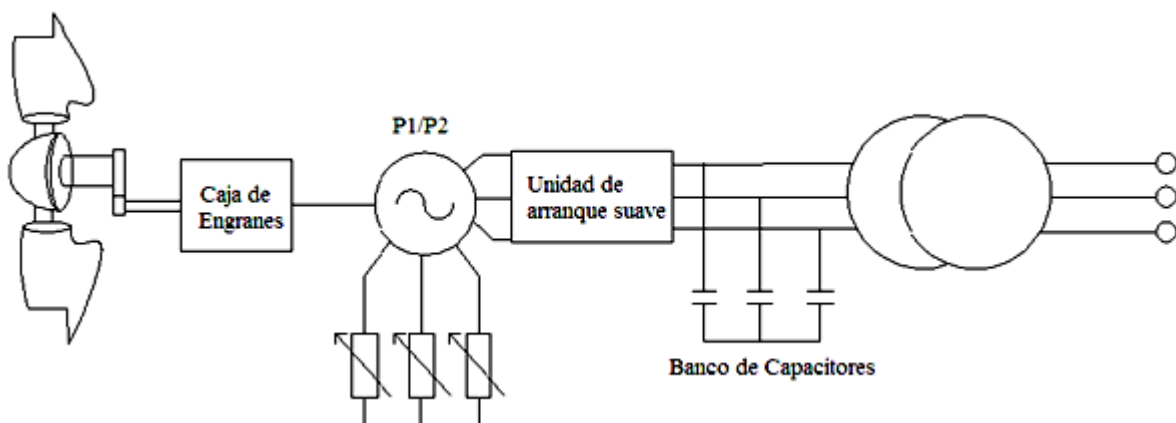 P1/P2
Caja de
Engranes
Unidad de
arranque suave
Banco de Capacitores